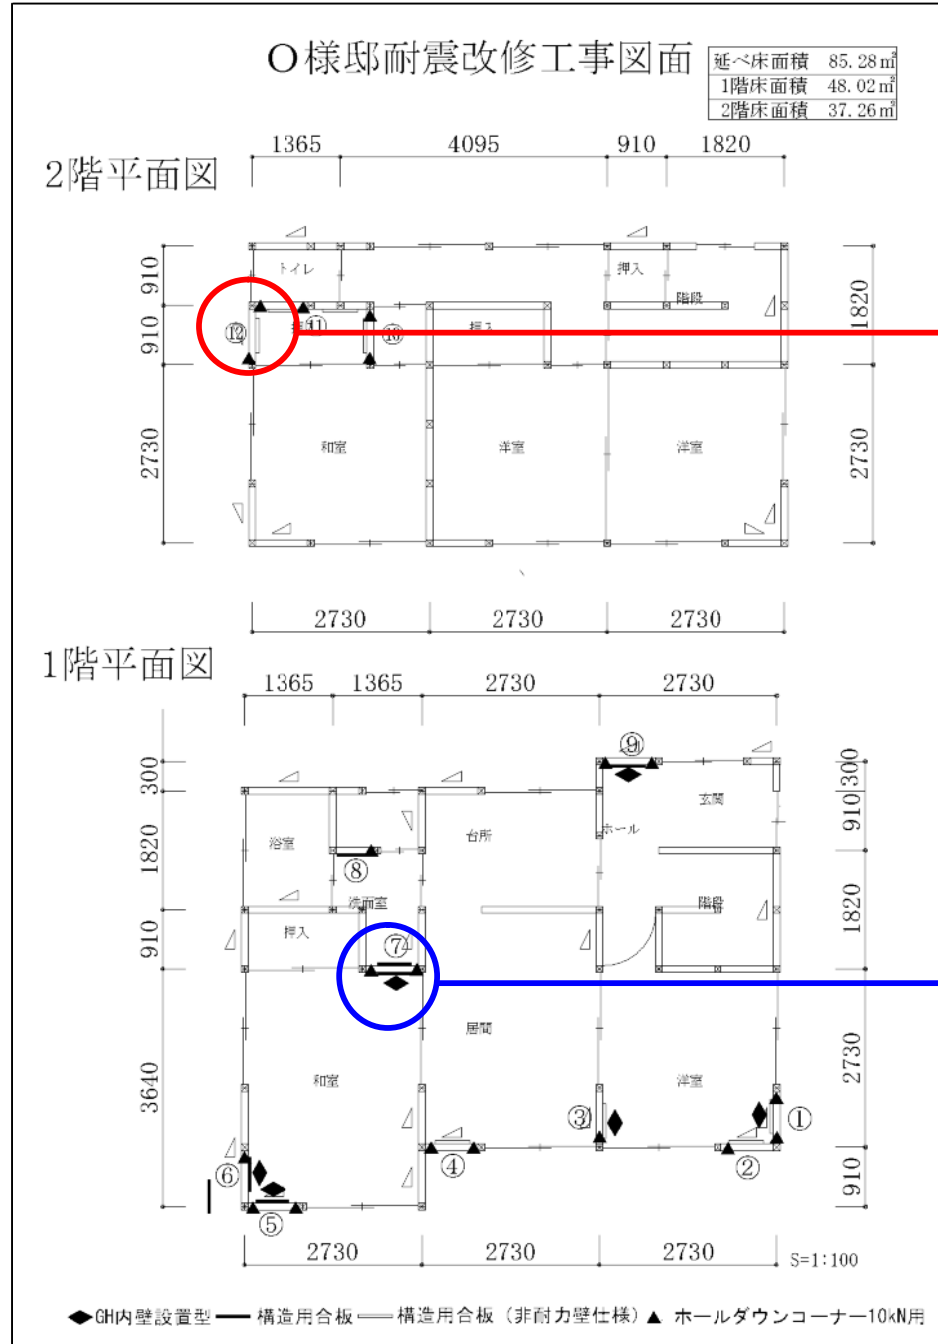 O様邸耐震改修工事図面
延べ床面積 85.28㎡
1階床面積 48.02㎡
2階床面積 37.26㎡
2階平面図
1365 4095 910 1820
910
910
2730
1820
2730
トイレ
押入
階段
⑫
⑪
⑩
押入
和室
洋室
洋室
2730 2730 2730
1階平面図
1365 1365 2730 2730
300
1820
910
3640
300
910
1820
2730
910
⑨
玄関
ホール
台所
浴室
⑧
洗面室
階段
押入
⑦
居間
和室
洋室
①
②
③
④
⑤
⑥
2730 2730 2730
S=1:100
◆GH内壁設置型 構造用合板 構造用合板(非耐力壁仕様) ▲ ホールダウンコーナー10kN用